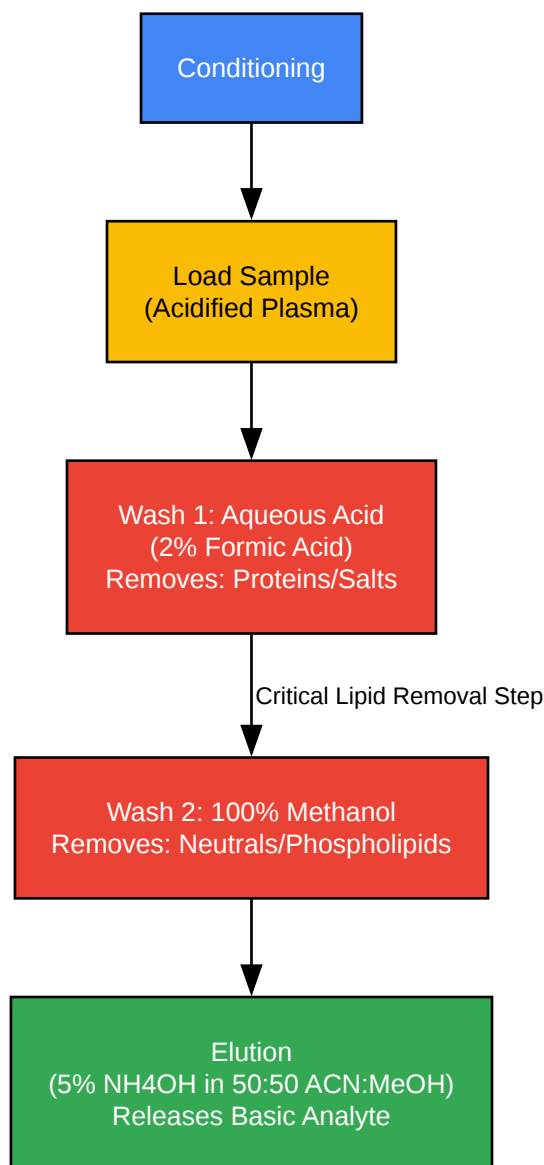 Conditioning
Load Sample
(Acidified Plasma)
Wash 1: Aqueous Acid
(2% Formic Acid)
Removes: Proteins/Salts
Critical Lipid Removal Step
Wash 2: 100% Methanol
Removes: Neutrals/Phospholipids
Elution
(5% NH4OH in 50:50 ACN:MeOH)
Releases Basic Analyte